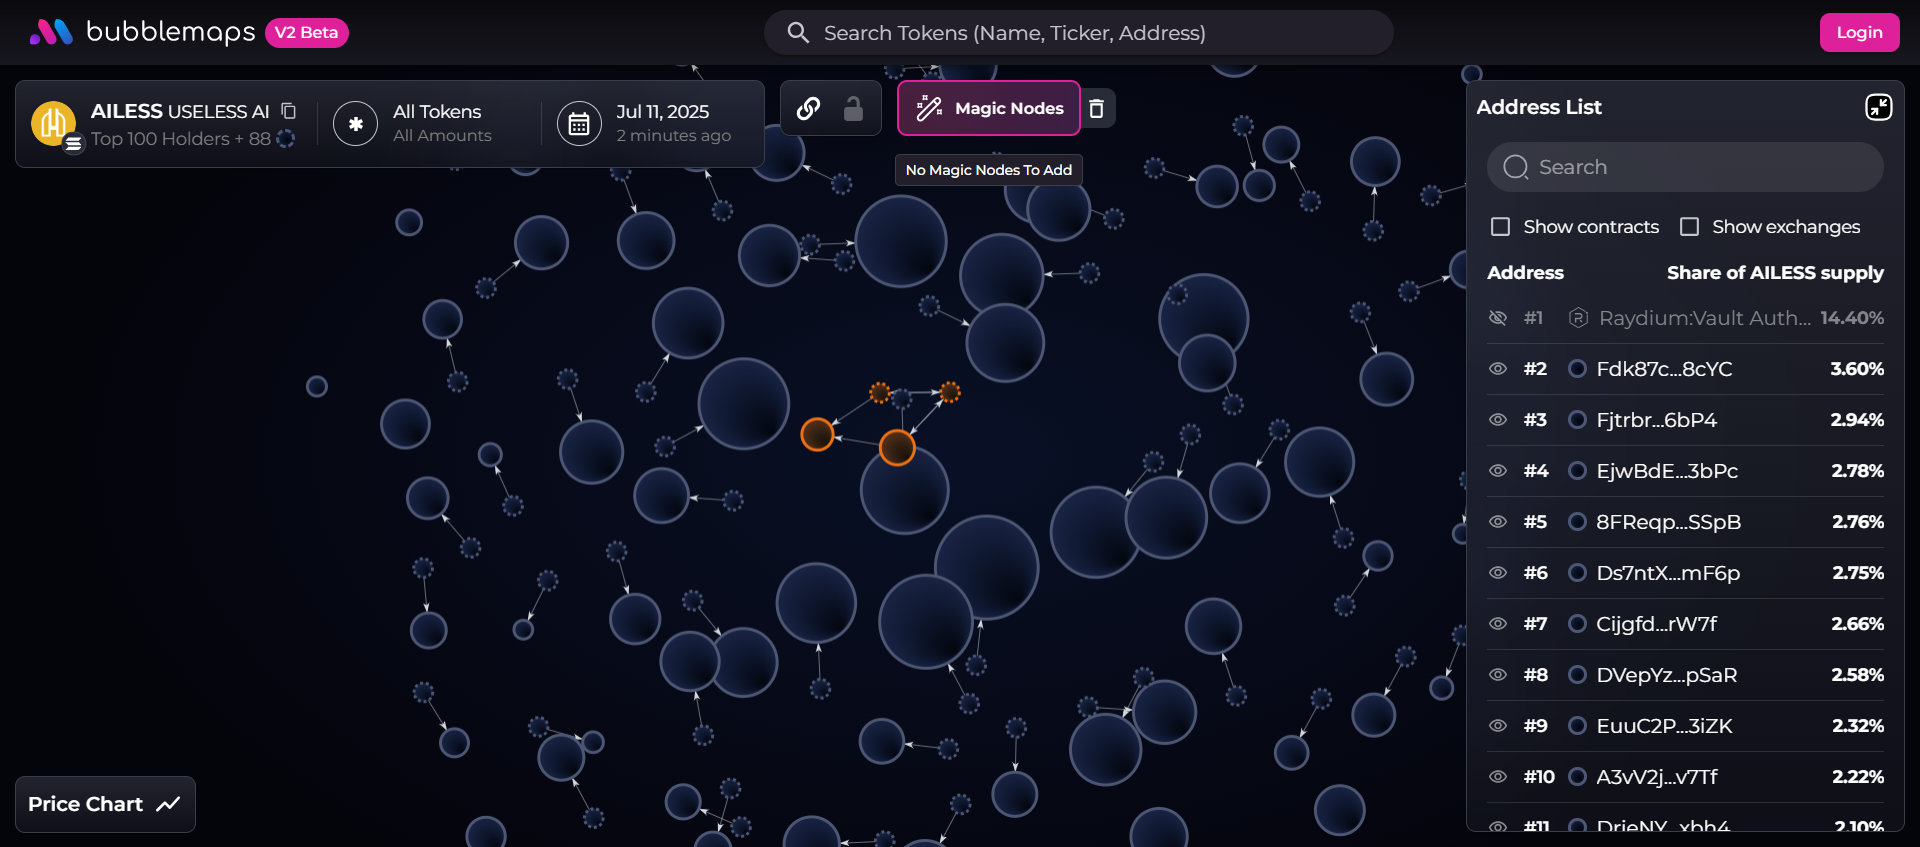 bubblemaps V2 Beta
Search Tokens (Name, Ticker, Address)
Login
AILESS USELESS AI
Top 100 Holders + 88
All Tokens
All Amounts
Jul 11, 2025
2 minutes ago
Magic Nodes
No Magic Nodes To Add
Address List
Search
Show contracts
Show exchanges
Address Share of AILESS supply
#1 Raydium:Vault Auth... 14.40%
#2 Fdk87c...8cYC 3.60%
#3 Fjtrbr...6bP4 2.94%
#4 EjwBdE...3bPc 2.78%
#5 8FReqp...SSpB 2.76%
#6 Ds7ntX...mF6p 2.75%
#7 Cijgfd...rW7f 2.66%
#8 DVepYz...pSaR 2.58%
#9 EuuC2P...3iZK 2.32%
#10 A3vV2j...v7Tf 2.22%
#11 2.10%
Price Chart